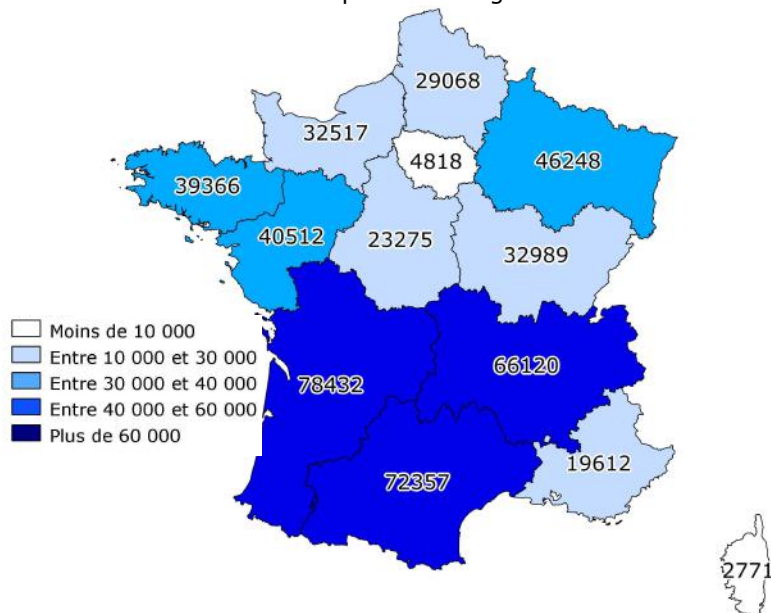 29068
32517
4818
46248
39366
40512
23275
32989
Moins de 10 000
Entre 10 000 et 30 000
Entre 30 000 et 40 000
Entre 40 000 et 60 000
Plus de 60 000
66120
78432
19612
72357
2771